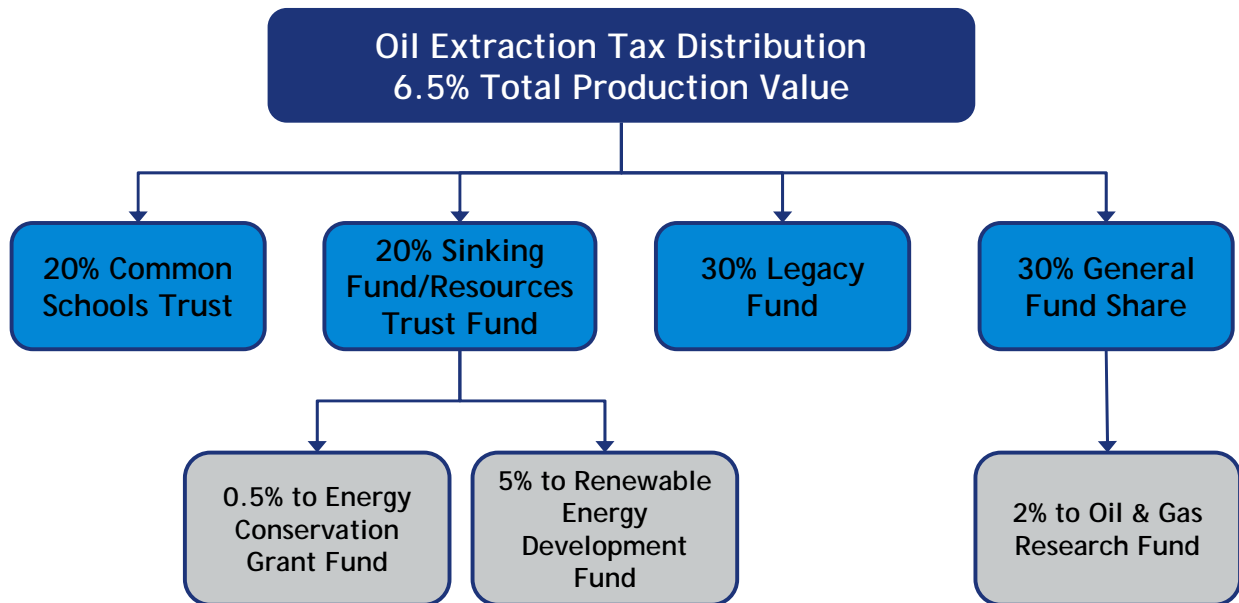 Oil Extraction Tax Distribution
6.5% Total Production Value
20% Common
Schools Trust
20% Sinking
Fund/Resources
Trust Fund
30% Legacy
Fund
30% General
Fund Share
0.5% to Energy
Conservation
Grant Fund
5% to Renewable
Energy
Development
Fund
2% to Oil & Gas
Research Fund